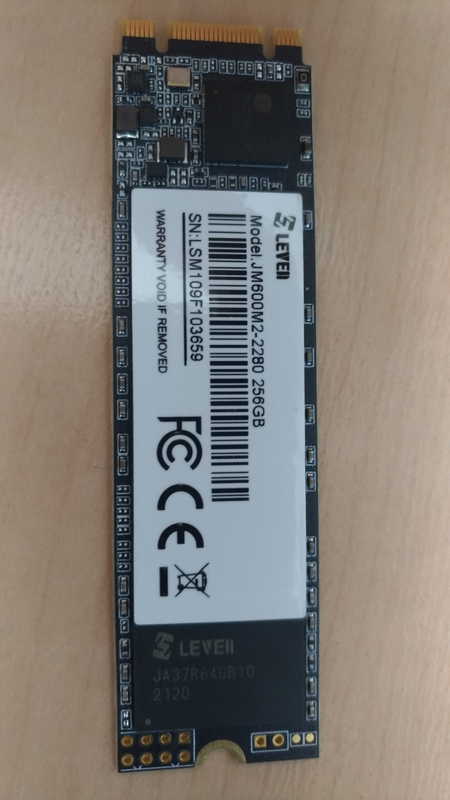 LEVEN
Model:JM600M2-2280 256GB
SN:LSM109F103659
WARRANTY VOID IF REMOVED
FC CE
LEVEN
2120